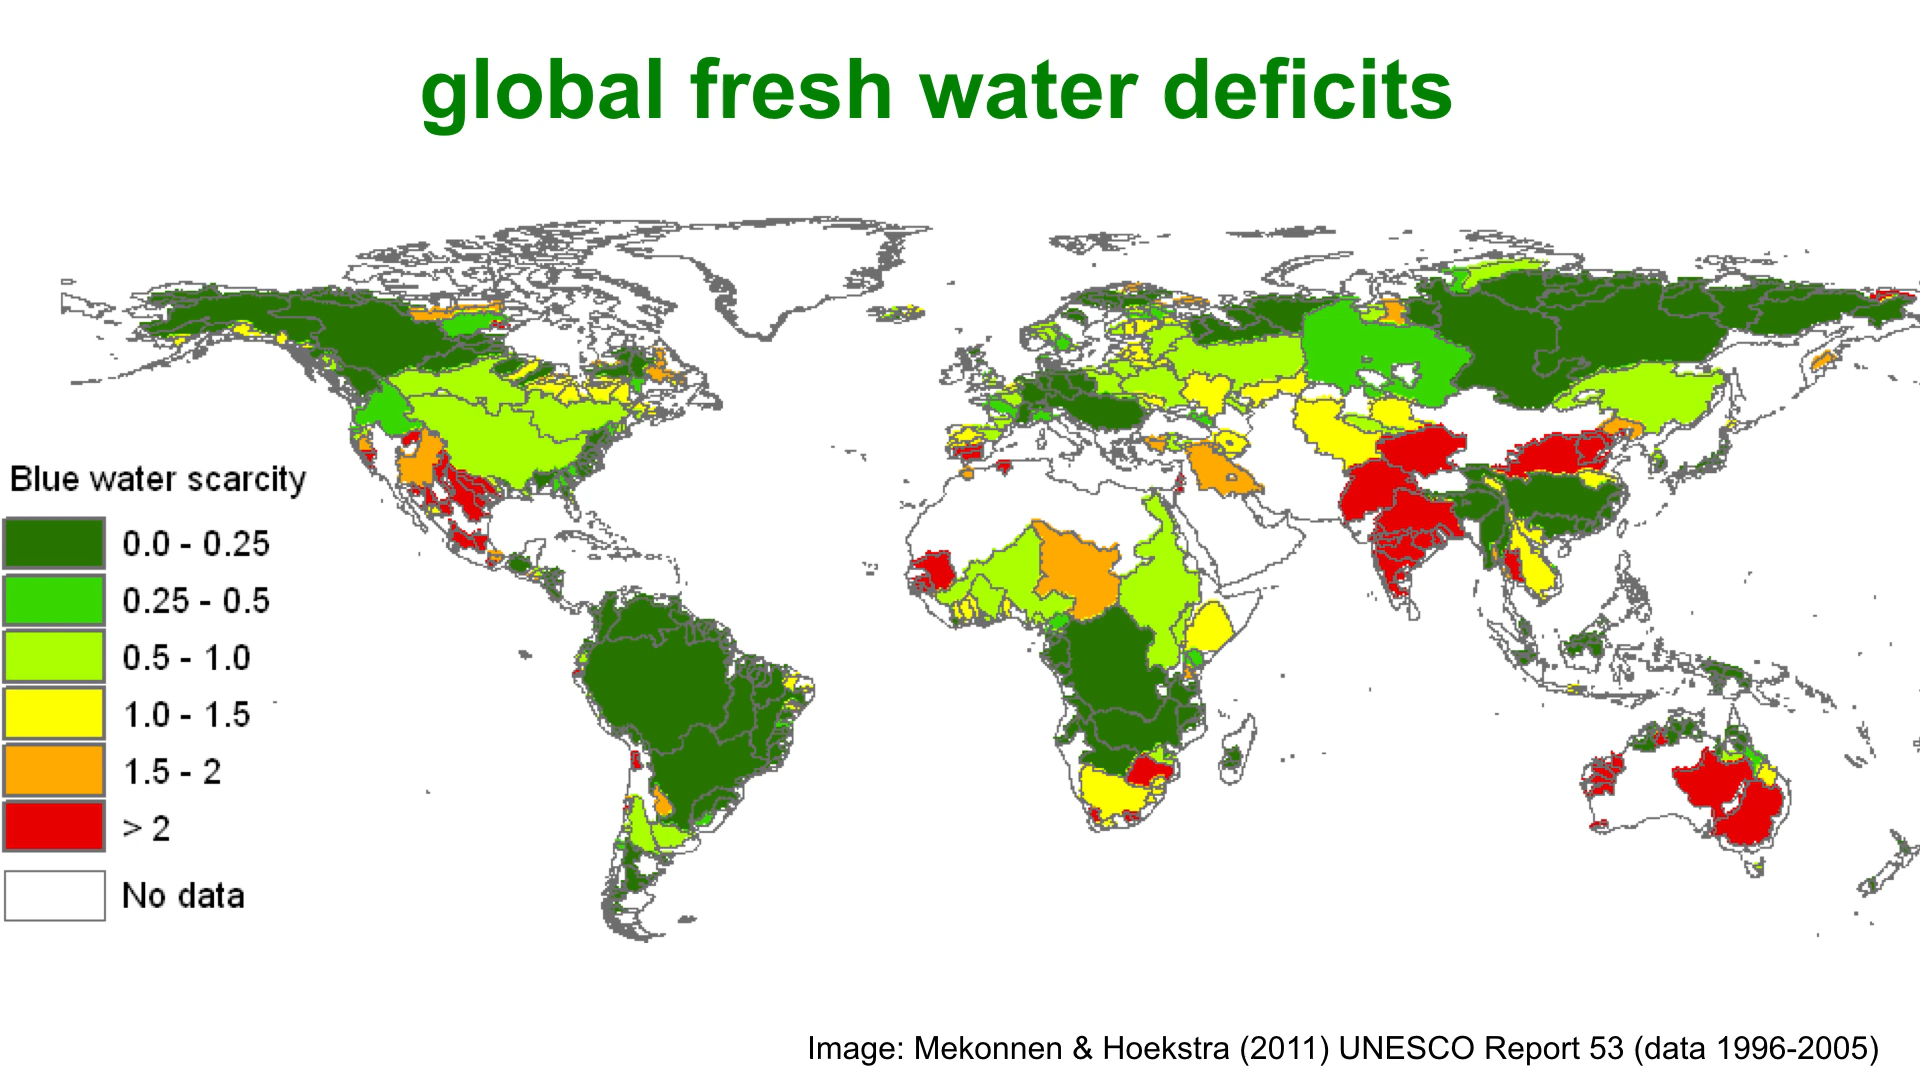 global fresh water deficits
Blue water scarcity
0.0 - 0.25
0.25 - 0.5
0.5 - 1.0
1.0 - 1.5
1.5 - 2
> 2
No data
Image: Mekonnen & Hoekstra (2011) UNESCO Report 53 (data 1996-2005)